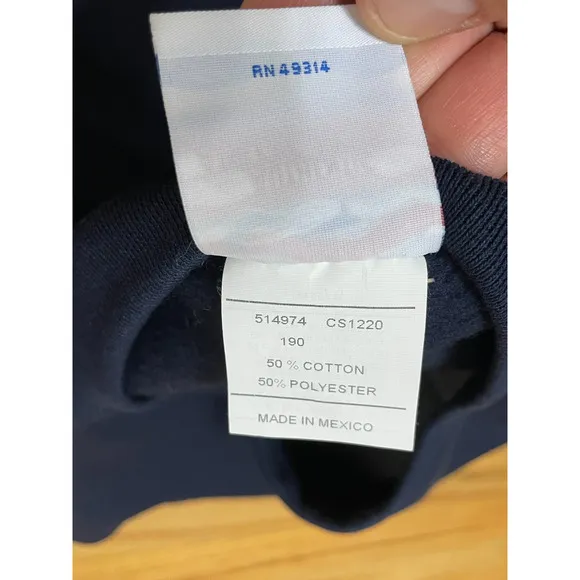 RN 49314
514974 CS1220
190
50 % COTTON
50% POLYESTER
MADE IN MEXICO